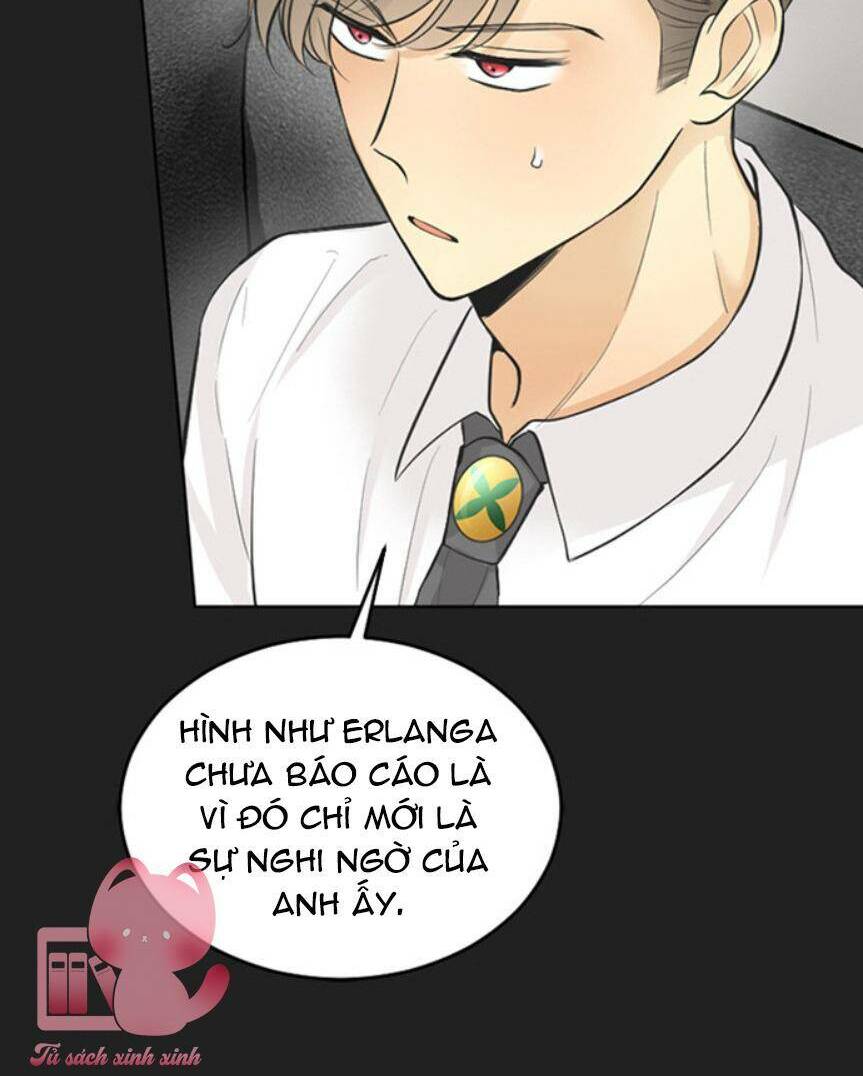 HÌNH NHƯ ERLANGA
CHƯA BÁO CÁO LÀ
VÌ ĐÓ CHỈ MỚI LÀ
SỰ NGHI NGỜ CỦA
ANH ẤY.
Tủ sách xinh xinh